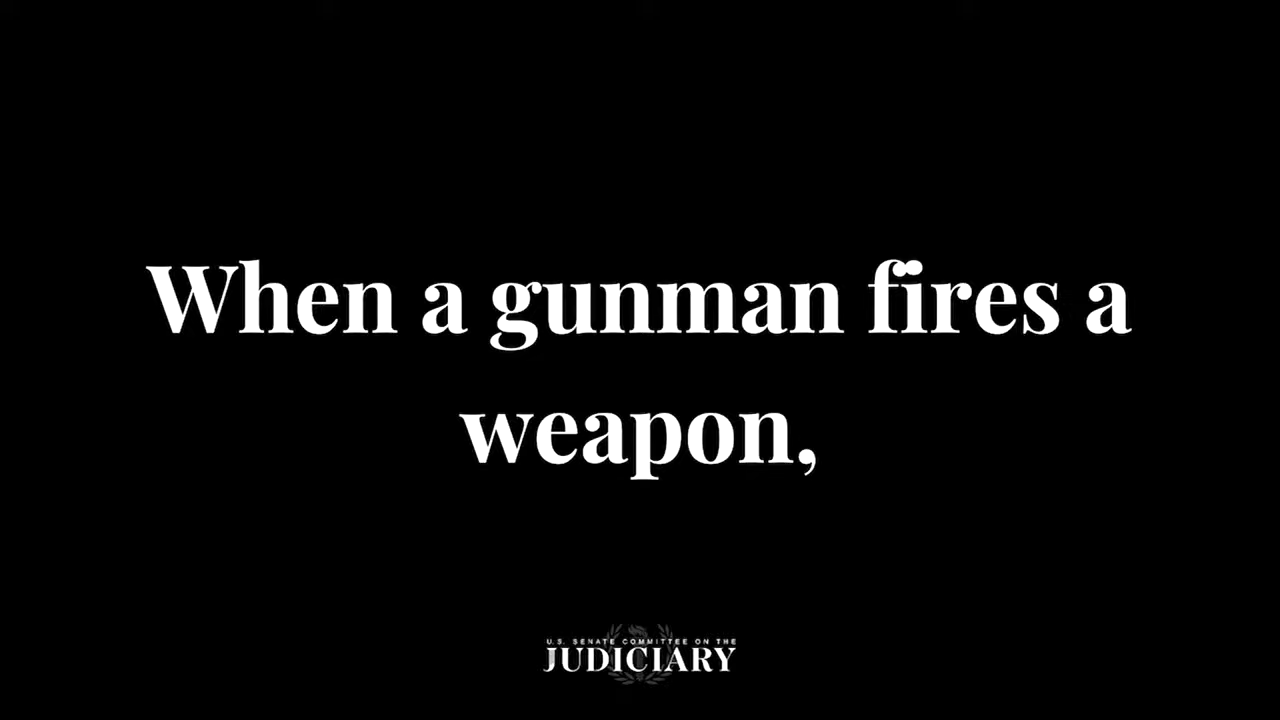 When a gunman fires a
weapon,
U.S. SENATE COMMITTEE ON THE
JUDICIARY